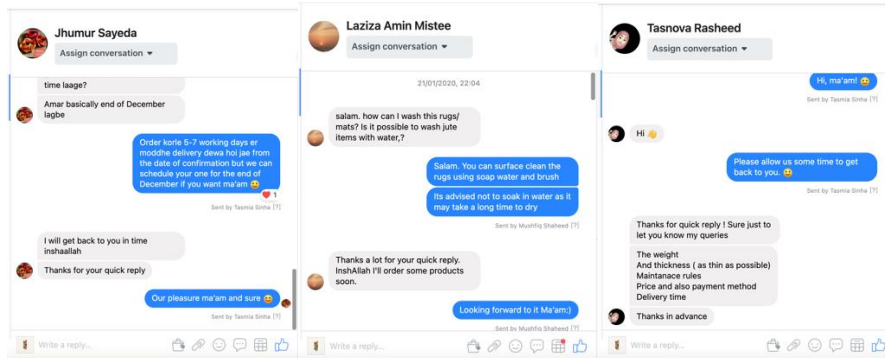 Jhumur Sayeda
Assign conversation
time laage?
Amar basically end of December
lagbe
Order korle 5-7 working days er
moddhe delivery dewa hoi jae from
the date of confirmation but we can
schedule your one for the end of
December if you want ma'am 😆
❤️ 1
Sent by Tasmia Sinha [?]
I will get back to you in time
inshaallah
Thanks for your quick reply
Our pleasure ma'am and sure 😆
Sent by Tasmia Sinha [?]
Write a reply...
Laziza Amin Mistee
Assign conversation
21/01/2020, 22:04
salam. how can I wash this rugs/
mats? Is it possible to wash jute
items with water,?
Salam. You can surface clean the
rugs using soap water and brush
Its advised not to soak in water as it
may take a long time to dry
Sent by Mushfiq Shaheed [?]
Thanks a lot for your quick reply.
InshAllah I'll order some products
soon.
Looking forward to it Ma'am:)
Sent by Mushfiq Shaheed [?]
Write a reply...
Tasnova Rasheed
Assign conversation
Hi, ma'am! 😆
Sent by Tasmia Sinha [?]
Hi 👋
Please allow us some time to get
back to you. 😆
Sent by Tasmia Sinha [?]
Thanks for quick reply ! Sure just to
let you know my queries
The weight
And thickness ( as thin as possible)
Maintanace rules
Price and also payment method
Delivery time
Thanks in advance
Write a reply...